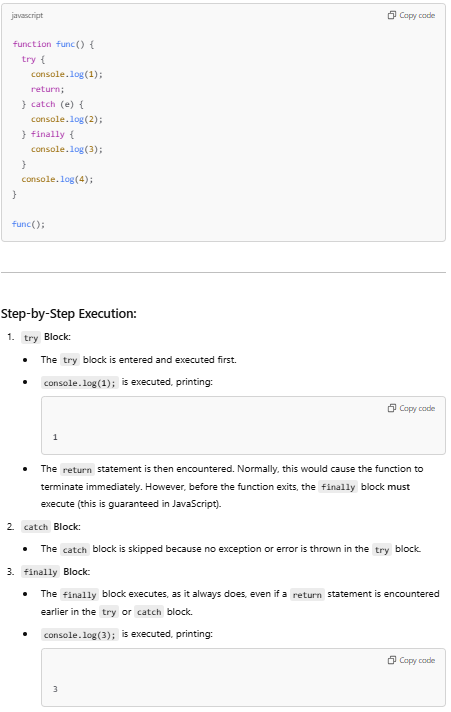 javascript
Copy code
function func() {
  try {
    console.log(1);
    return;
  } catch (e) {
    console.log(2);
  } finally {
    console.log(3);
  }
  console.log(4);
}
func();
Step-by-Step Execution:
1. try Block:
• The try block is entered and executed first.
• console.log(1); is executed, printing:
Copy code
1
• The return statement is then encountered. Normally, this would cause the function to
terminate immediately. However, before the function exits, the finally block must
execute (this is guaranteed in JavaScript).
2. catch Block:
• The catch block is skipped because no exception or error is thrown in the try block.
3. finally Block:
• The finally block executes, as it always does, even if a return statement is encountered
earlier in the try or catch block.
• console.log(3); is executed, printing:
Copy code
3